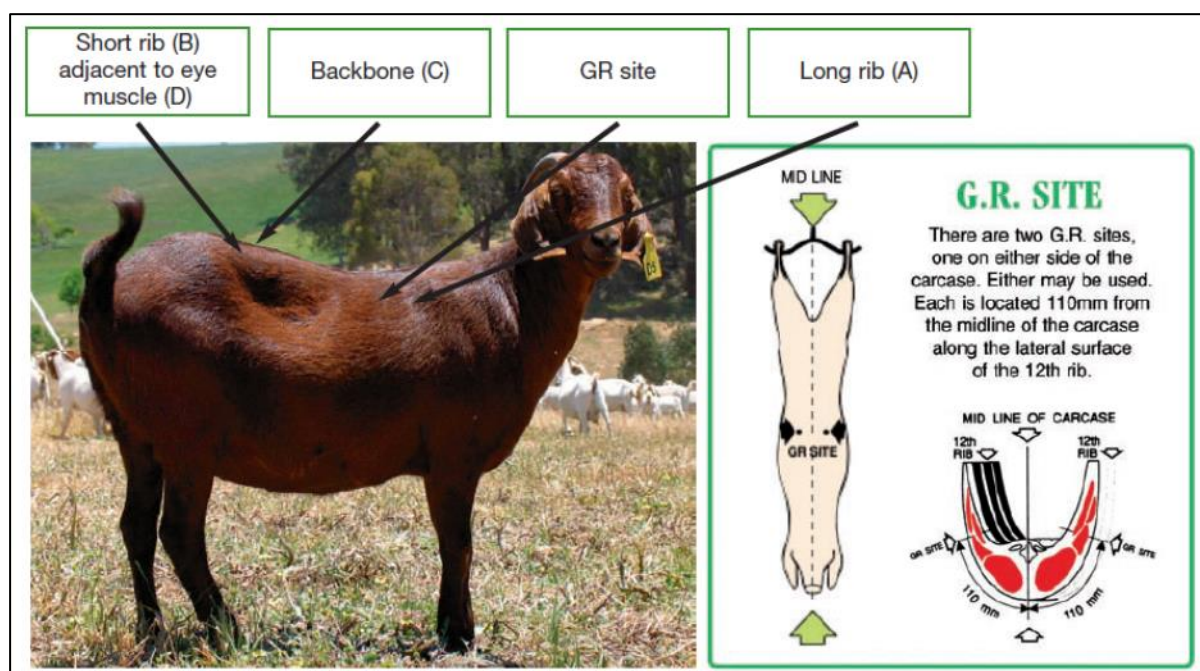 Short rib (B)
adjacent to eye
muscle (D)
Backbone (C)
GR site
Long rib (A)
D5
MID LINE
GR SITE
G.R. SITE
There are two G.R. sites,
one on either side of the
carcase. Either may be used.
Each is located 110mm from
the midline of the carcase
along the lateral surface
of the 12th rib.
MID LINE OF CARCASE
12th
RIB
12th
RIB
GR SITE
GR SITE
110 mm
110 mm